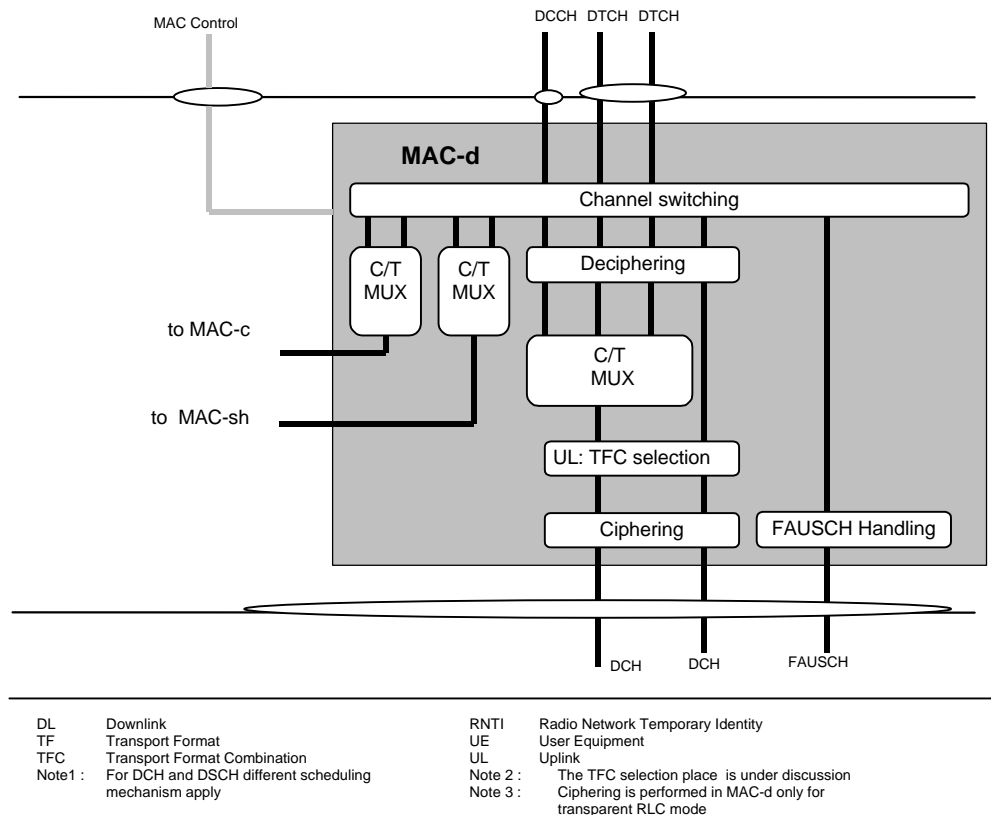 MAC Control
DCCH DTCH DTCH
MAC-d
Channel switching
C/T
MUX
C/T
MUX
Deciphering
to MAC-c
C/T
MUX
to MAC-sh
UL: TFC selection
Ciphering
FAUSCH Handling
DCH
DCH
FAUSCH
DL Downlink
TF Transport Format
TFC Transport Format Combination
Note1 : For DCH and DSCH different scheduling
mechanism apply
RNTI Radio Network Temporary Identity
UE User Equipment
UL Uplink
Note 2 : The TFC selection place is under discussion
Note 3 : Ciphering is performed in MAC-d only for
transparent RLC mode